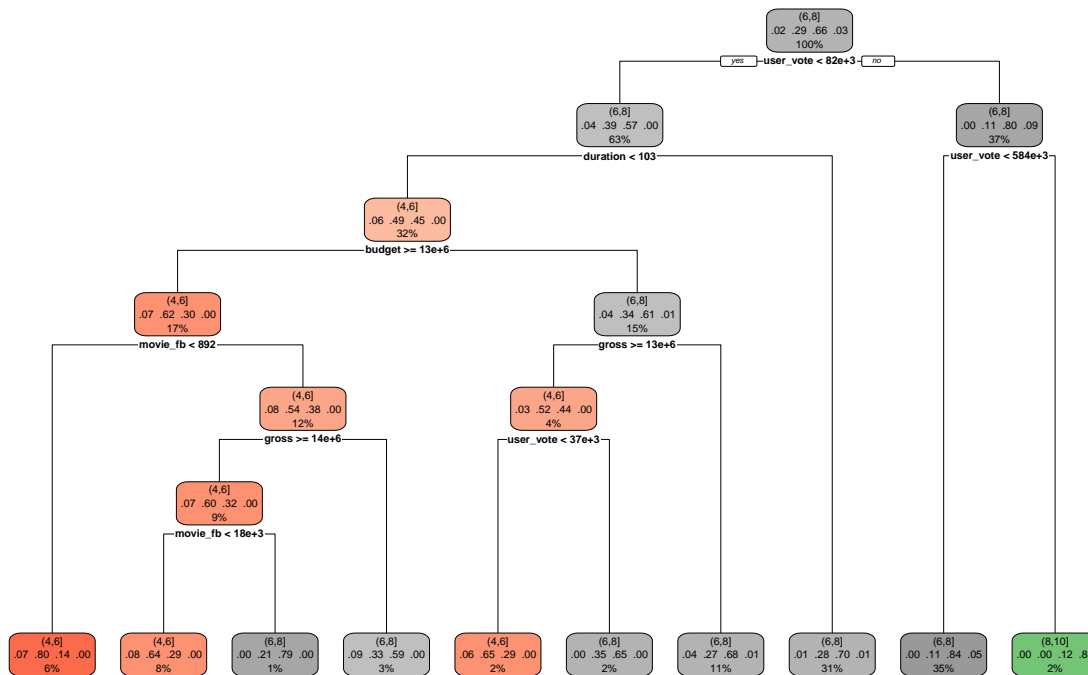 (6,8]
.02 .29 .66 .03
100%
yes user_vote < 82e+3 no
(6,8]
.04 .39 .57 .00
63%
duration < 103
(6,8]
.00 .11 .80 .09
37%
user_vote < 584e+3
(4,6]
.06 .49 .45 .00
32%
budget >= 13e+6
(4,6]
.07 .62 .30 .00
17%
movie_fb < 892
(6,8]
.04 .34 .61 .01
15%
gross >= 13e+6
(4,6]
.08 .54 .38 .00
12%
gross >= 14e+6
(4,6]
.03 .52 .44 .00
4%
user_vote < 37e+3
(4,6]
.07 .60 .32 .00
9%
movie_fb < 18e+3
(4,6]
.07 .80 .14 .00
6%
(4,6]
.08 .64 .29 .00
8%
(6,8]
.00 .21 .79 .00
1%
(6,8]
.09 .33 .59 .00
3%
(4,6]
.06 .65 .29 .00
2%
(6,8]
.00 .35 .65 .00
2%
(6,8]
.04 .27 .68 .01
11%
(6,8]
.01 .28 .70 .01
31%
(6,8]
.00 .11 .84 .05
35%
(8,10]
.00 .00 .12 .8
2%